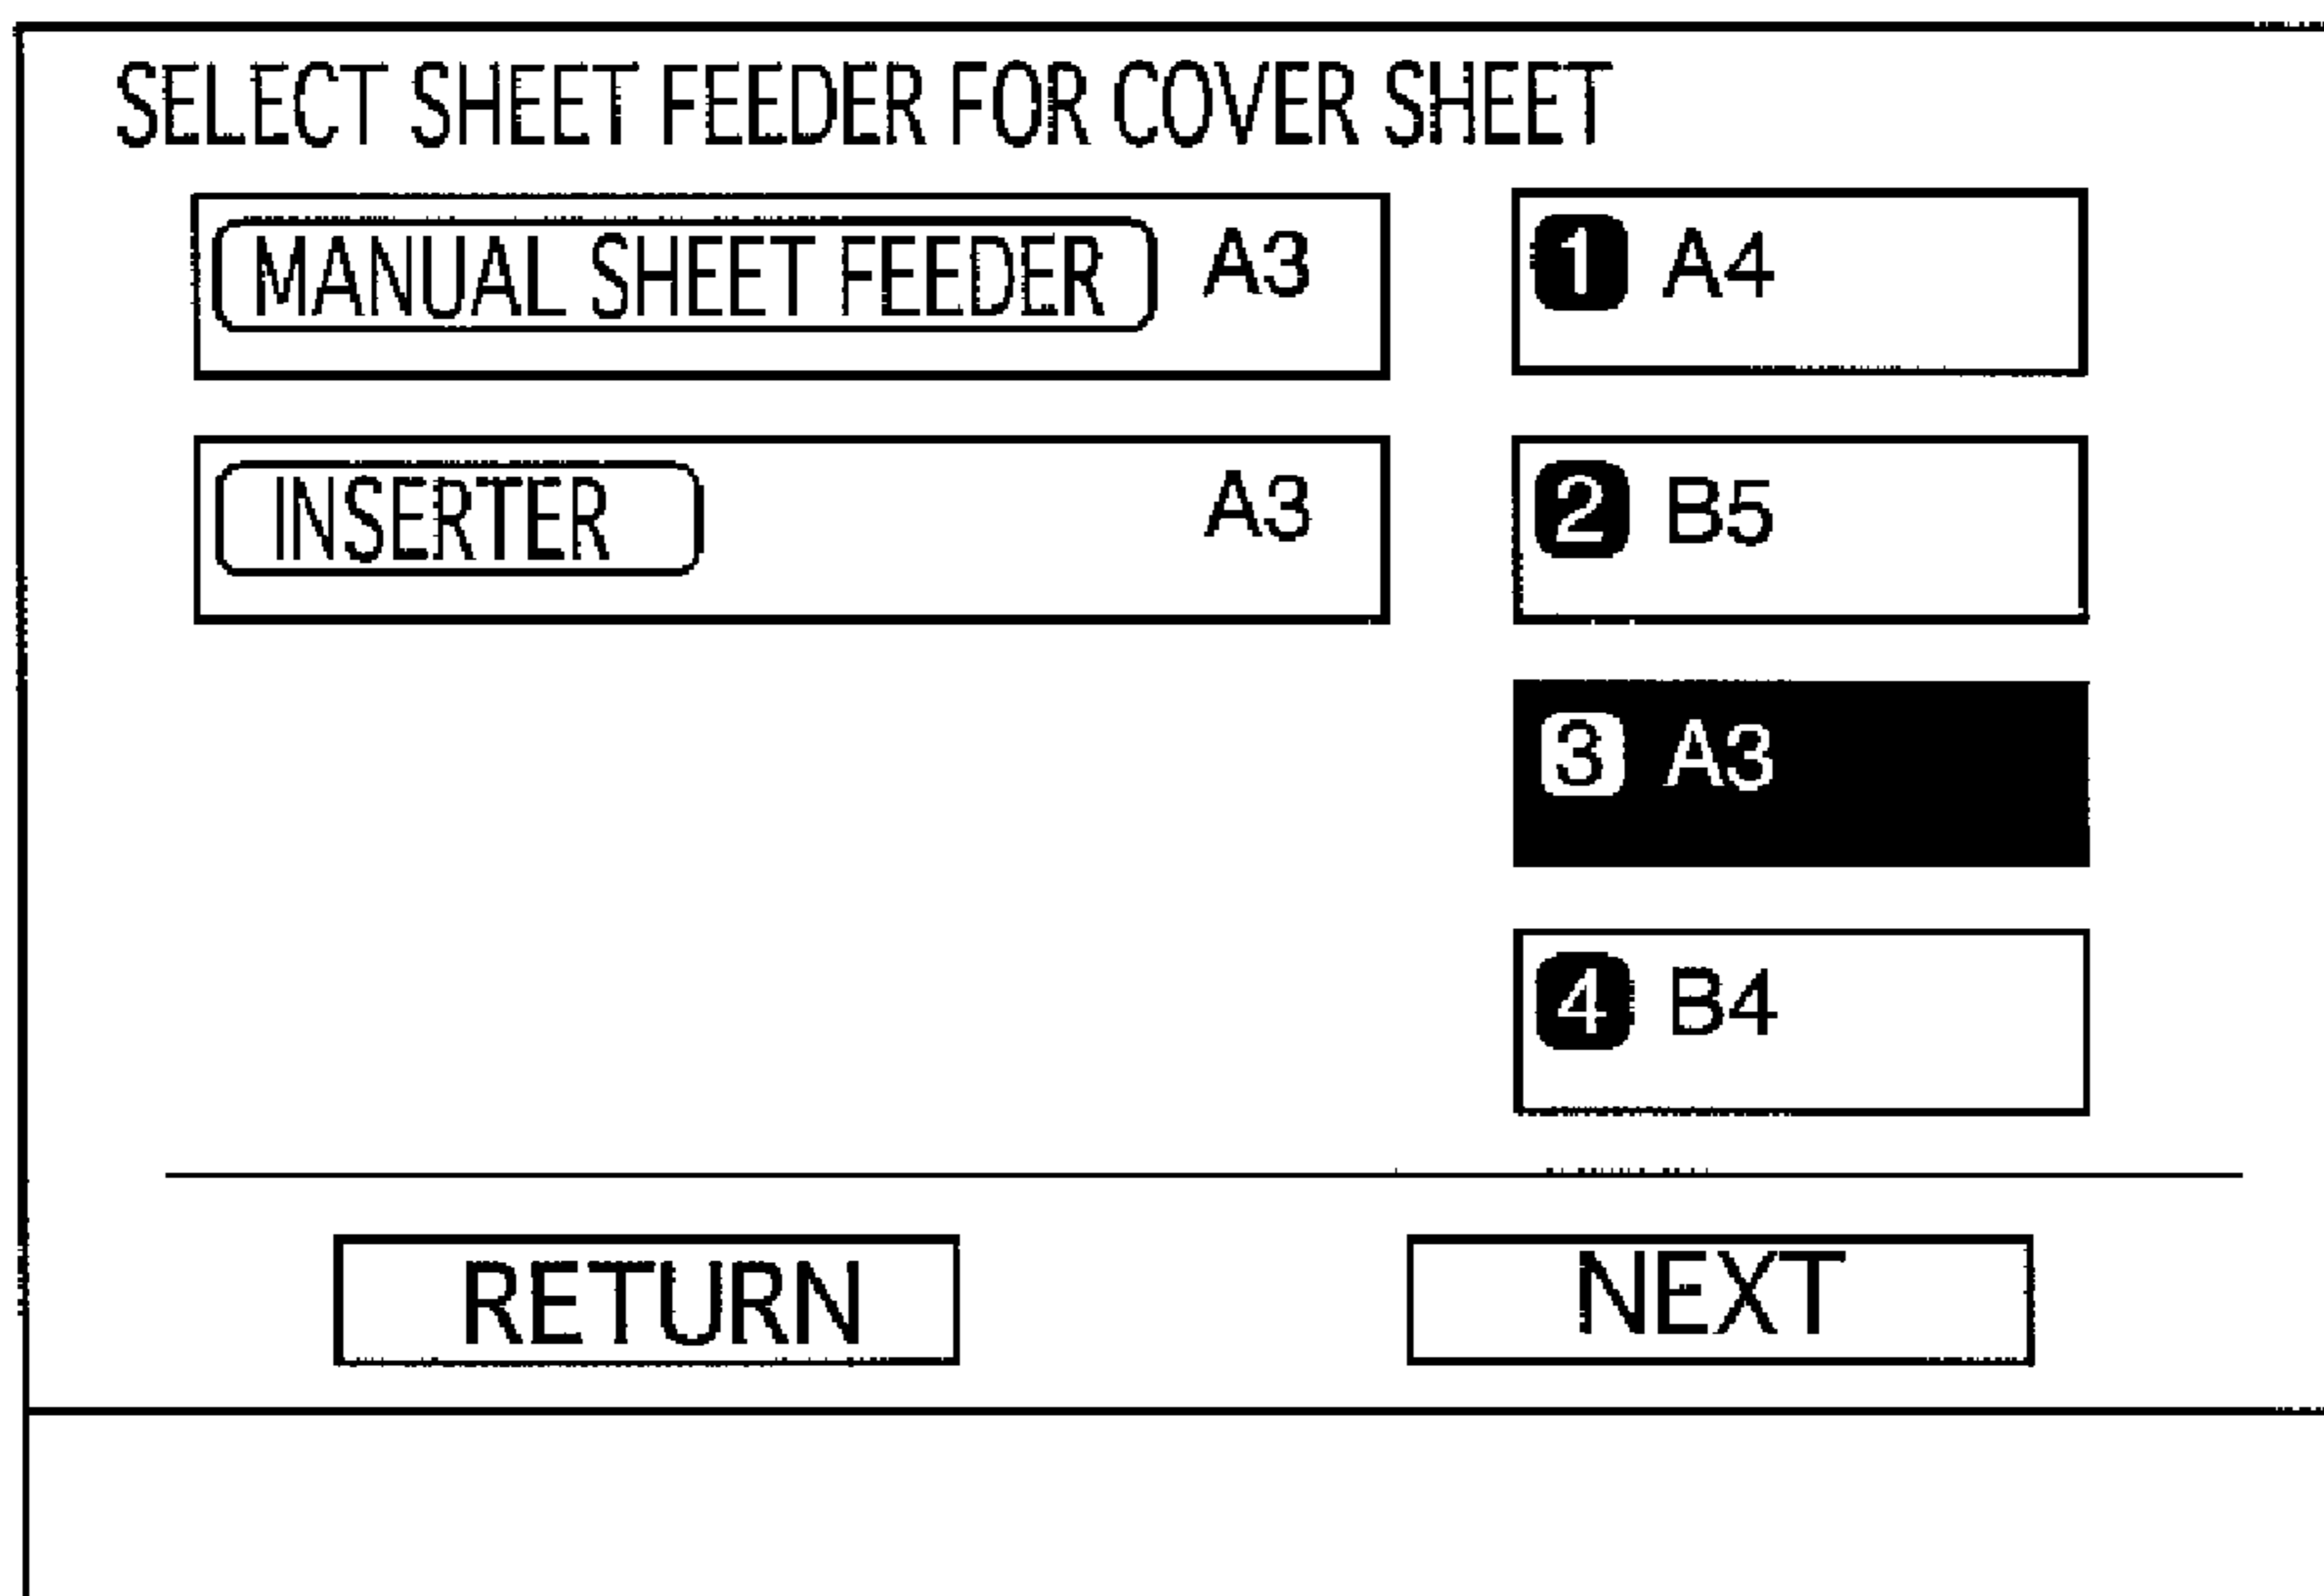 SELECT SHEET FEEDER FOR COVER SHEET
MANUAL SHEET FEEDER A3
1 A4
INSERTER A3
2 B5
3 A3
4 B4
RETURN
NEXT